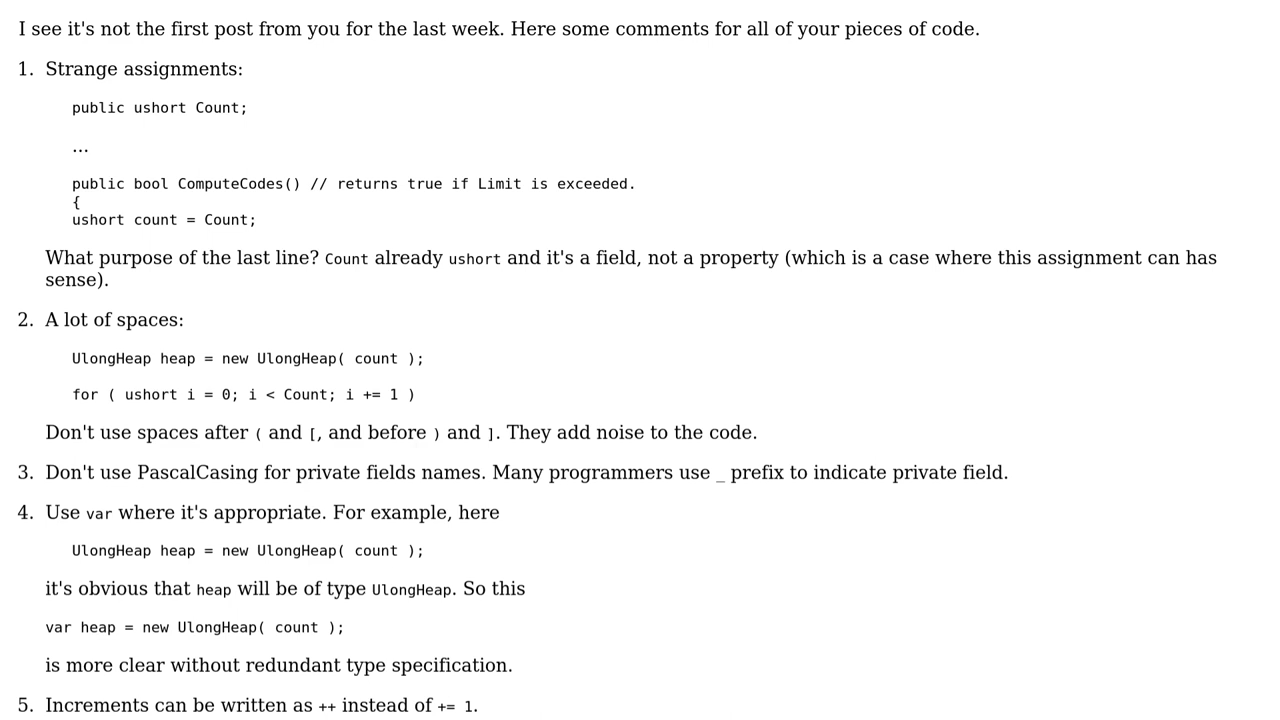 I see it's not the first post from you for the last week. Here some comments for all of your pieces of code.
1. Strange assignments:
public ushort Count;
...
public bool ComputeCodes() // returns true if Limit is exceeded.
{
ushort count = Count;
What purpose of the last line? Count already ushort and it's a field, not a property (which is a case where this assignment can has
sense).
2. A lot of spaces:
UlongHeap heap = new UlongHeap( count );
for ( ushort i = 0; i < Count; i += 1 )
Don't use spaces after ( and [, and before ) and ]. They add noise to the code.
3. Don't use PascalCasing for private fields names. Many programmers use _ prefix to indicate private field.
4. Use var where it's appropriate. For example, here
UlongHeap heap = new UlongHeap( count );
it's obvious that heap will be of type UlongHeap. So this
var heap = new UlongHeap( count );
is more clear without redundant type specification.
5. Increments can be written as ++ instead of += 1.